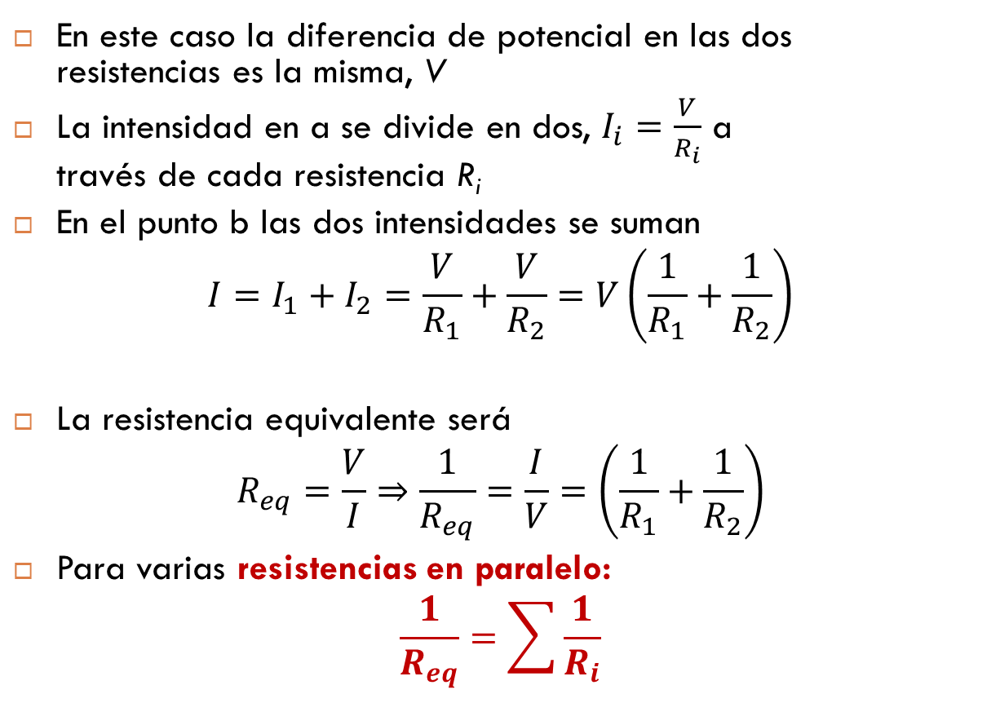 En este caso la diferencia de potencial en las dos
resistencias es la misma, V
La intensidad en a se divide en dos, $I_i = \frac{V}{R_i}$ a
través de cada resistencia $R_i$
En el punto b las dos intensidades se suman
$I = I_1 + I_2 = \frac{V}{R_1} + \frac{V}{R_2} = V\left(\frac{1}{R_1} + \frac{1}{R_2}\right)$
La resistencia equivalente será
$R_{eq} = \frac{V}{I} \Rightarrow \frac{1}{R_{eq}} = \frac{I}{V} = \left(\frac{1}{R_1} + \frac{1}{R_2}\right)$
Para varias resistencias en paralelo:
$\frac{1}{R_{eq}} = \sum \frac{1}{R_i}$